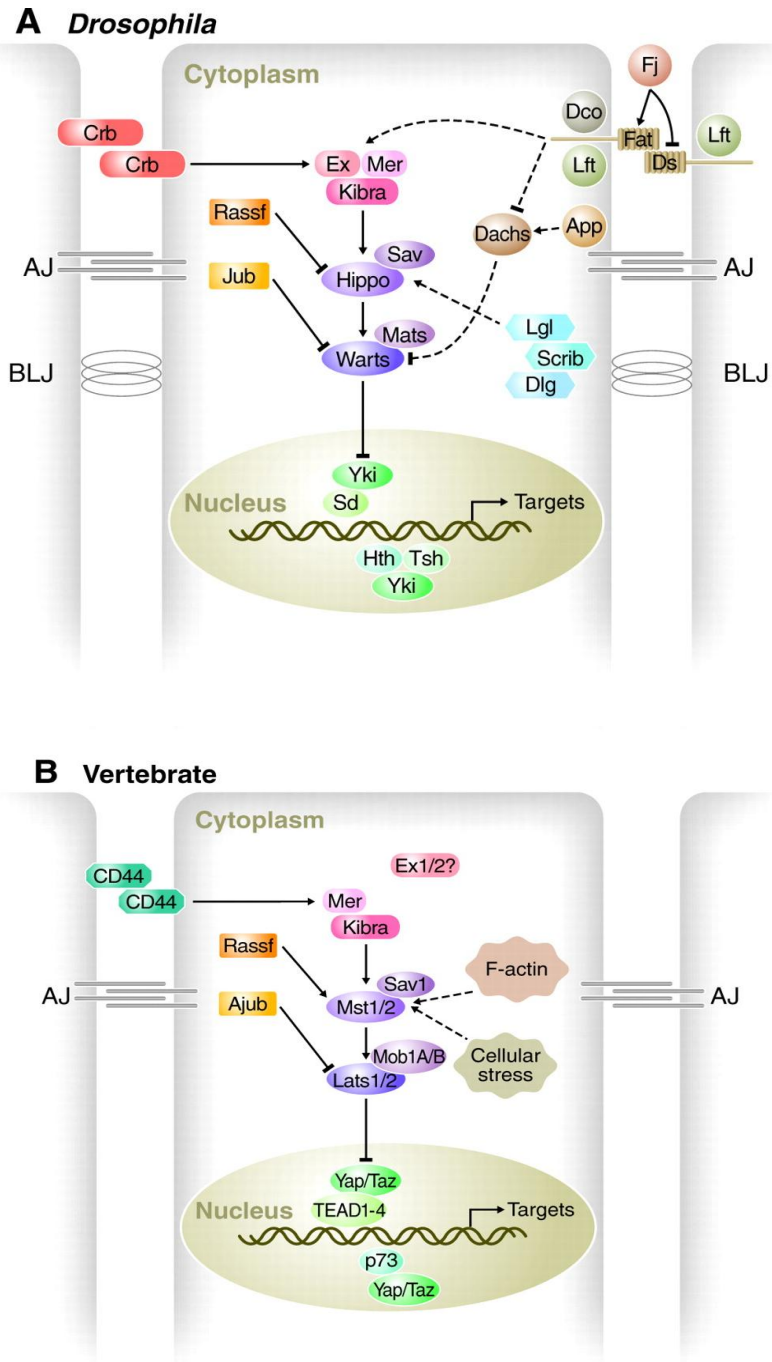 A Drosophila
Cytoplasm
Fj
Dco
Crb
Fat
Lft
Crb
Ex Mer
Lft
Ds
Kibra
Rassf
App
Dachs
Sav
AJ
AJ
Jub
Hippo
Lgl
Mats
Scrib
Warts
BLJ
BLJ
Dlg
Yki
Nucleus
Sd
Targets
Hth Tsh
Yki
B Vertebrate
Cytoplasm
Ex1/2?
CD44
CD44
Mer
Kibra
Rassf
F-actin
Sav1
AJ
AJ
Ajub
Mst1/2
Mob1A/B
Cellular
stress
Lats1/2
Yap/Taz
Nucleus
TEAD1-4
Targets
p73
Yap/Taz